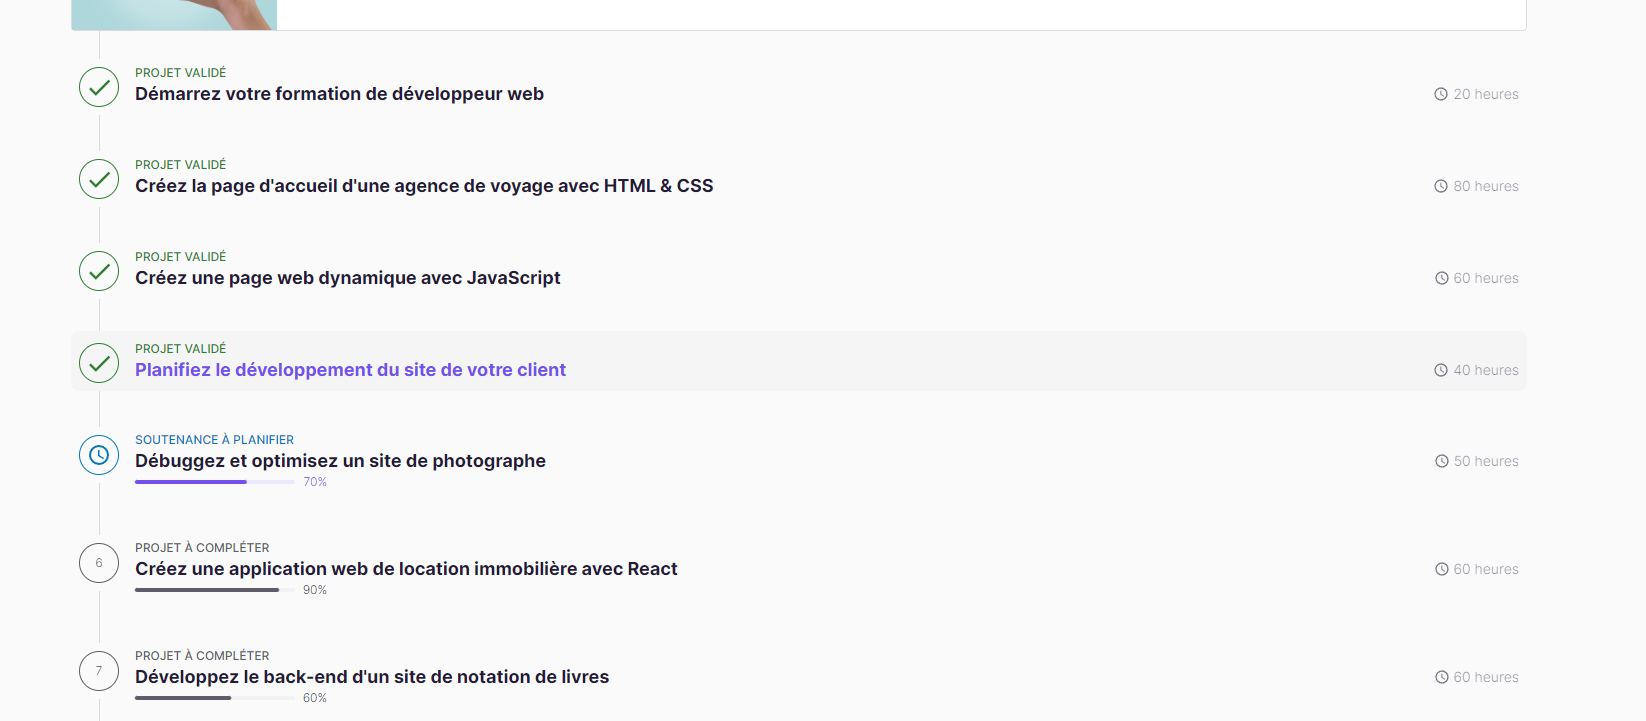 PROJET VALIDÉ
Démarrez votre formation de développeur web
20 heures
PROJET VALIDÉ
Créez la page d'accueil d'une agence de voyage avec HTML & CSS
80 heures
PROJET VALIDÉ
Créez une page web dynamique avec JavaScript
60 heures
PROJET VALIDÉ
Planifiez le développement du site de votre client
40 heures
SOUTENANCE À PLANIFIER
Débuggez et optimisez un site de photographe
50 heures
70%
PROJET À COMPLÉTER
6
Créez une application web de location immobilière avec React
60 heures
90%
PROJET À COMPLÉTER
7
Développez le back-end d'un site de notation de livres
60 heures
60%